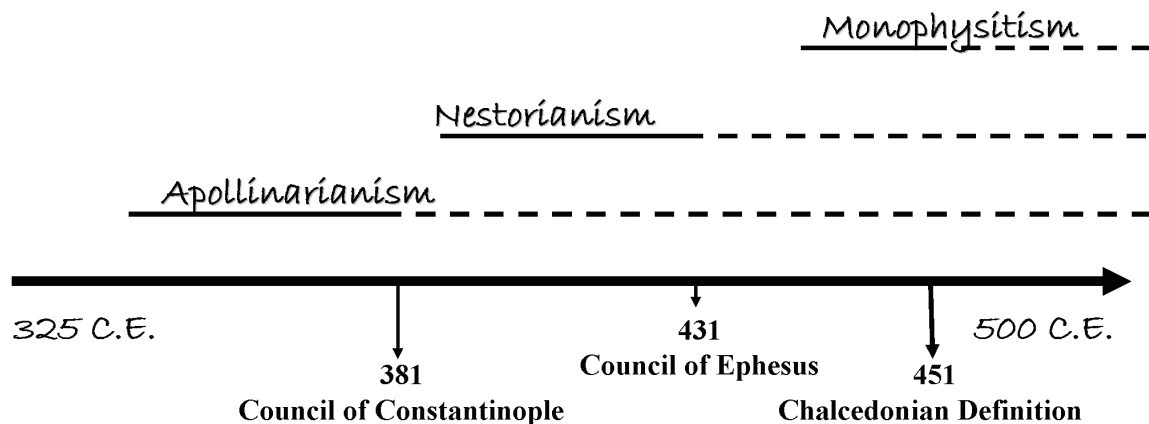 Monophysitism
Nestorianism
Apollinarianism
325 C.E.
500 C.E.
381
Council of Constantinople
431
Council of Ephesus
451
Chalcedonian Definition